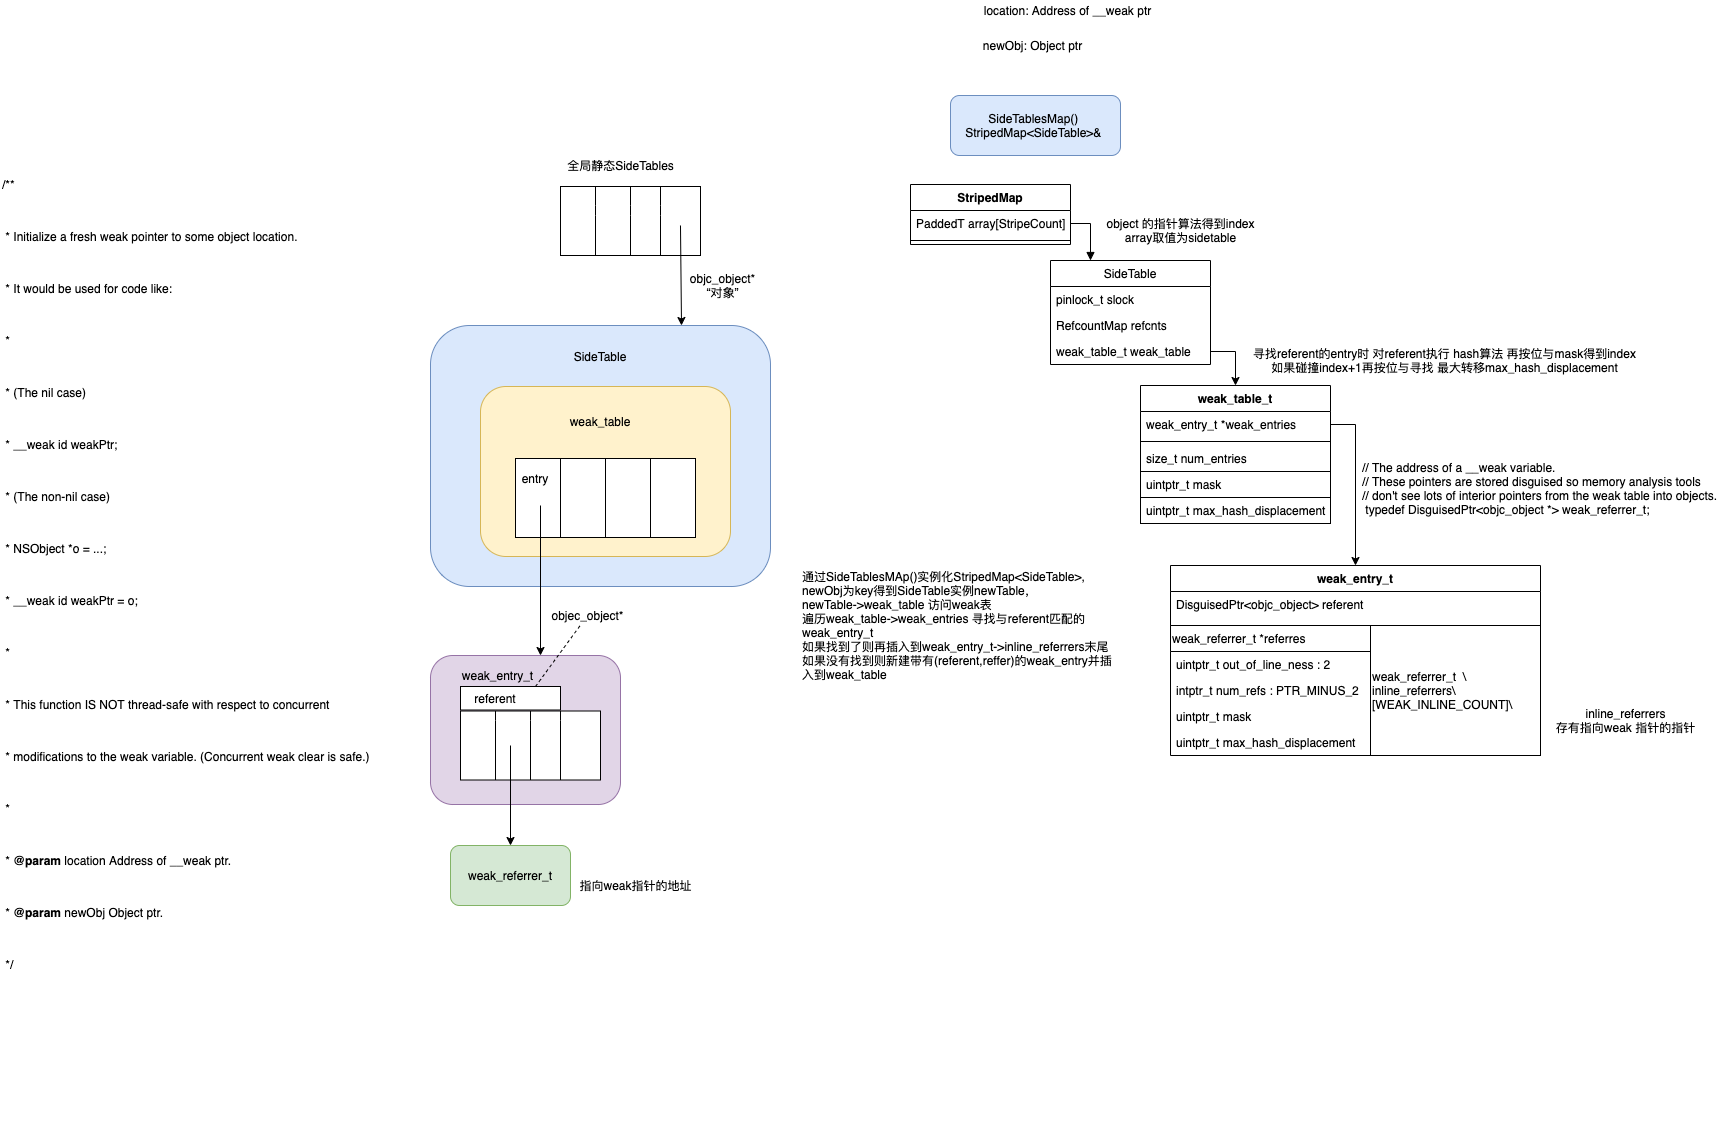 location: Address of __weak ptr
newObj: Object ptr
SideTablesMap()
StripedMap<SideTable>&
/**
* Initialize a fresh weak pointer to some object location.
* It would be used for code like:
*
* (The nil case)
* __weak id weakPtr;
* (The non-nil case)
* NSObject *o = ...;
* __weak id weakPtr = o;
*
* This function IS NOT thread-safe with respect to concurrent
* modifications to the weak variable. (Concurrent weak clear is safe.)
*
* @param location Address of __weak ptr.
* @param newObj Object ptr.
*/
全局静态SideTables
objc_object*
“对象”
SideTable
weak_table
entry
objec_object*
weak_entry_t
referent
weak_referrer_t
指向weak指针的地址
StripedMap
PaddedT array[StripeCount]
object 的指针算法得到index
array取值为sidetable
SideTable
pinlock_t slock
RefcountMap refcnts
weak_table_t weak_table
寻找referent的entry时 对referent执行 hash算法 再按位与mask得到index
如果碰撞index+1再按位与寻找 最大转移max_hash_displacement
weak_table_t
weak_entry_t *weak_entries
size_t num_entries
uintptr_t mask
uintptr_t max_hash_displacement
// The address of a __weak variable.
// These pointers are stored disguised so memory analysis tools
// don't see lots of interior pointers from the weak table into objects.
typedef DisguisedPtr<objc_object *> weak_referrer_t;
通过SideTablesMAp()实例化StripedMap<SideTable>,
newObj为key得到SideTable实例newTable，
newTable->weak_table 访问weak表
遍历weak_table->weak_entries 寻找与referent匹配的
weak_entry_t
如果找到了则再插入到weak_entry_t->inline_referrers末尾
如果没有找到则新建带有(referent,reffer)的weak_entry并插
入到weak_table
weak_entry_t
DisguisedPtr<objc_object> referent
weak_referrer_t *referres
uintptr_t out_of_line_ness : 2
intptr_t num_refs : PTR_MINUS_2
uintptr_t mask
uintptr_t max_hash_displacement
weak_referrer_t \
inline_referrers\
[WEAK_INLINE_COUNT]\
inline_referrers
存有指向weak 指针的指针